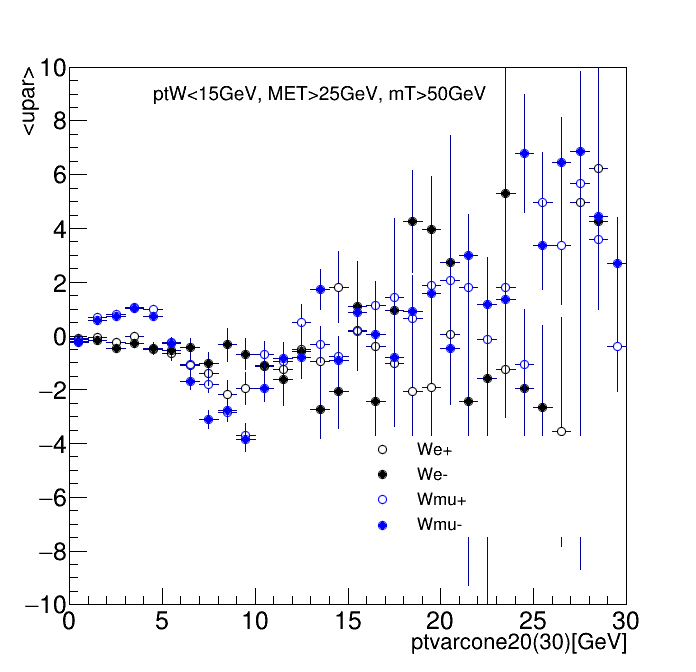 <upar>
10
8
6
4
2
0
−2
−4
−6
−8
−10
ptW<15GeV, MET>25GeV, mT>50GeV
We+
We-
Wmu+
Wmu-
0 5 10 15 20 25 30
ptvarcone20(30)[GeV]